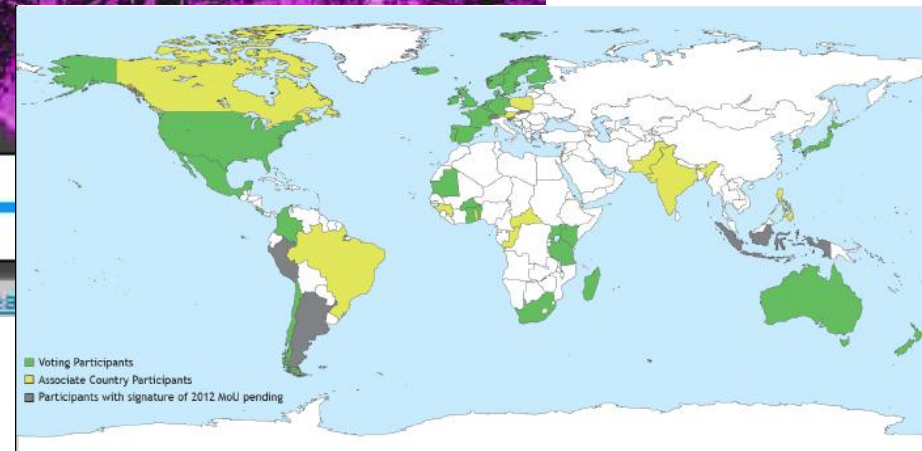 Voting Participants
Associate Country Participants
Participants with signature of 2012 MoU pending